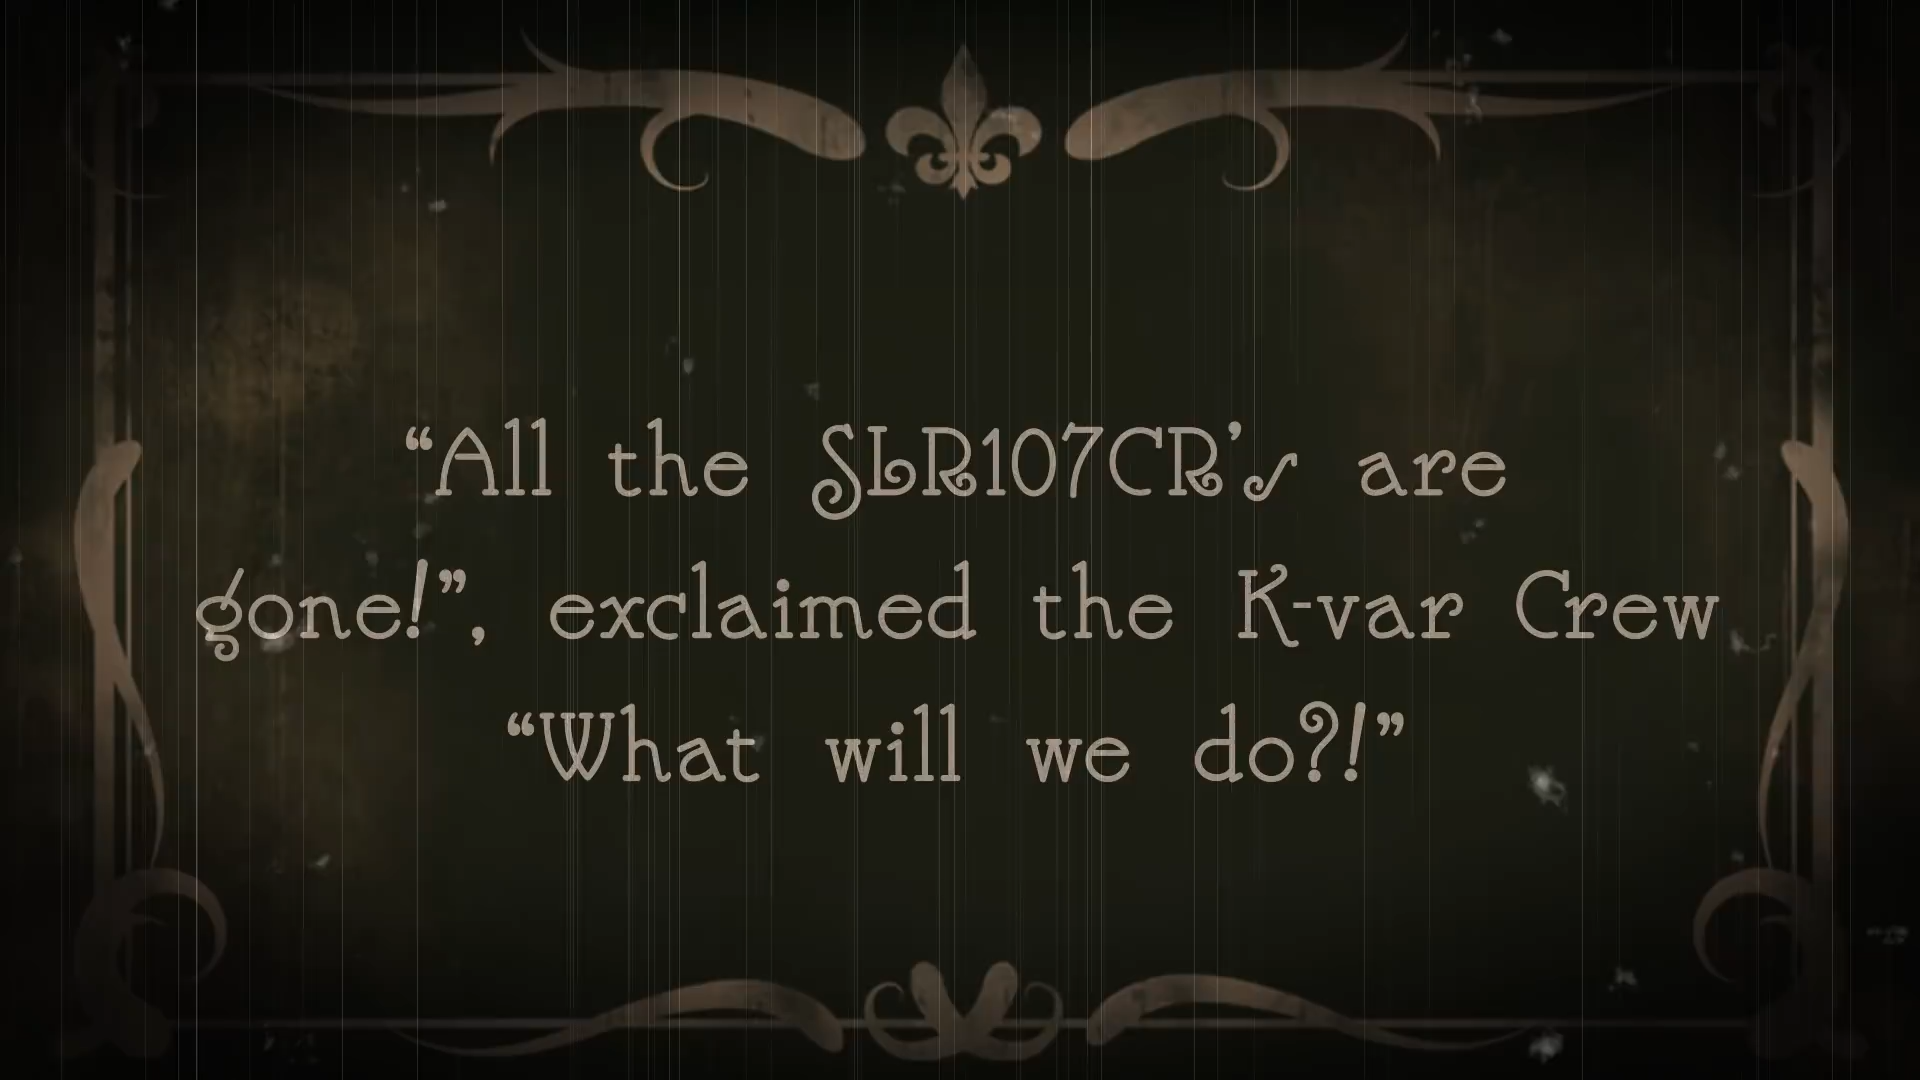 “All the SLR107CR’s are
gone!”, exclaimed the K-var Crew
“What will we do?!”